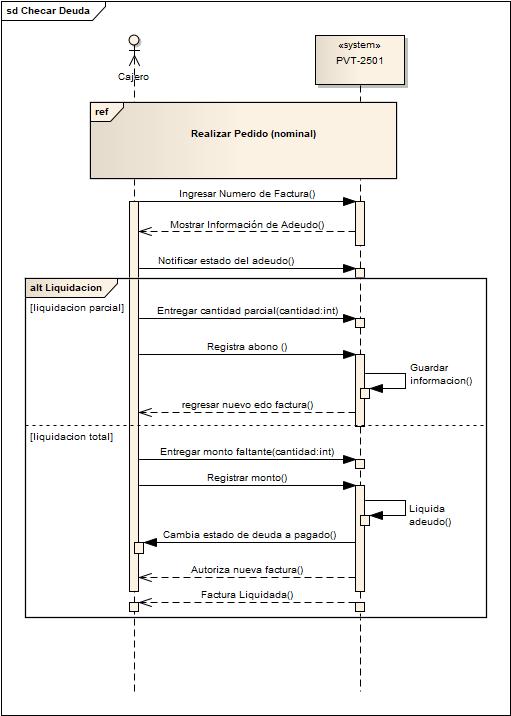 sd Checar Deuda
Cajero
«system»
PVT-2501
ref
Realizar Pedido (nominal)
Ingresar Numero de Factura()
Mostrar Información de Adeudo()
Notificar estado del adeudo()
alt Liquidacion
[liquidacion parcial]
Entregar cantidad parcial(cantidad:int)
Registra abono ()
Guardar
informacion()
regresar nuevo edo factura()
[liquidacion total]
Entregar monto faltante(cantidad:int)
Registrar monto()
Liquida
adeudo()
Cambia estado de deuda a pagado()
Autoriza nueva factura()
Factura Liquidada()